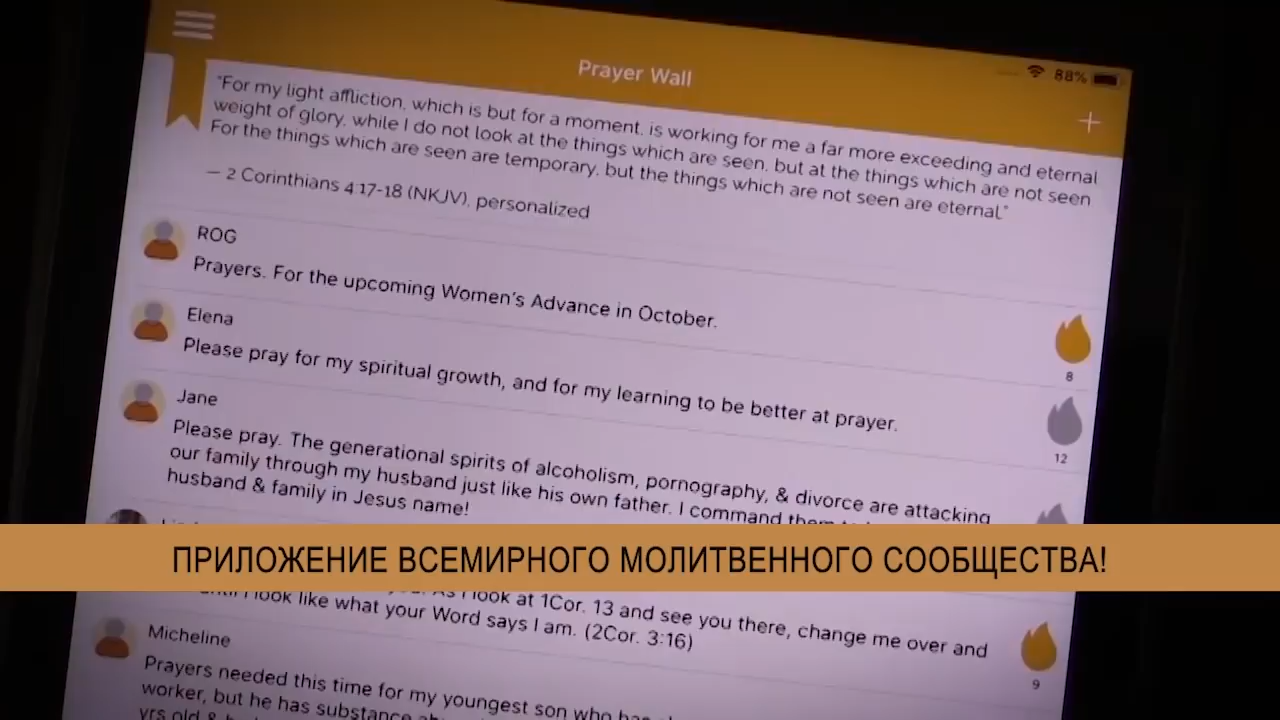 Prayer Wall
88%
"For my light affliction, which is but for a moment, is working for me a far more exceeding and eternal
weight of glory, while I do not look at the things which are seen, but at the things which are not seen
For the things which are seen are temporary, but the things which are not seen are eternal."
— 2 Corinthians 4:17-18 (NKJV), personalized
ROG
Prayers. For the upcoming Women's Advance in October.
8
Elena
Please pray for my spiritual growth, and for my learning to be better at prayer.
12
Jane
Please pray. The generational spirits of alcoholism, pornography, & divorce are attacking
our family through my husband just like his own father. I command them
husband & family in Jesus name!
ПРИЛОЖЕНИЕ ВСЕМИРНОГО МОЛИТВЕННОГО СООБЩЕСТВА!
As I look at 1Cor. 13 and see you there, change me over and
I look like what your Word says I am. (2Cor. 3:16)
9
Micheline
Prayers needed this time for my youngest son who has
worker, but he has substance
yrs old &